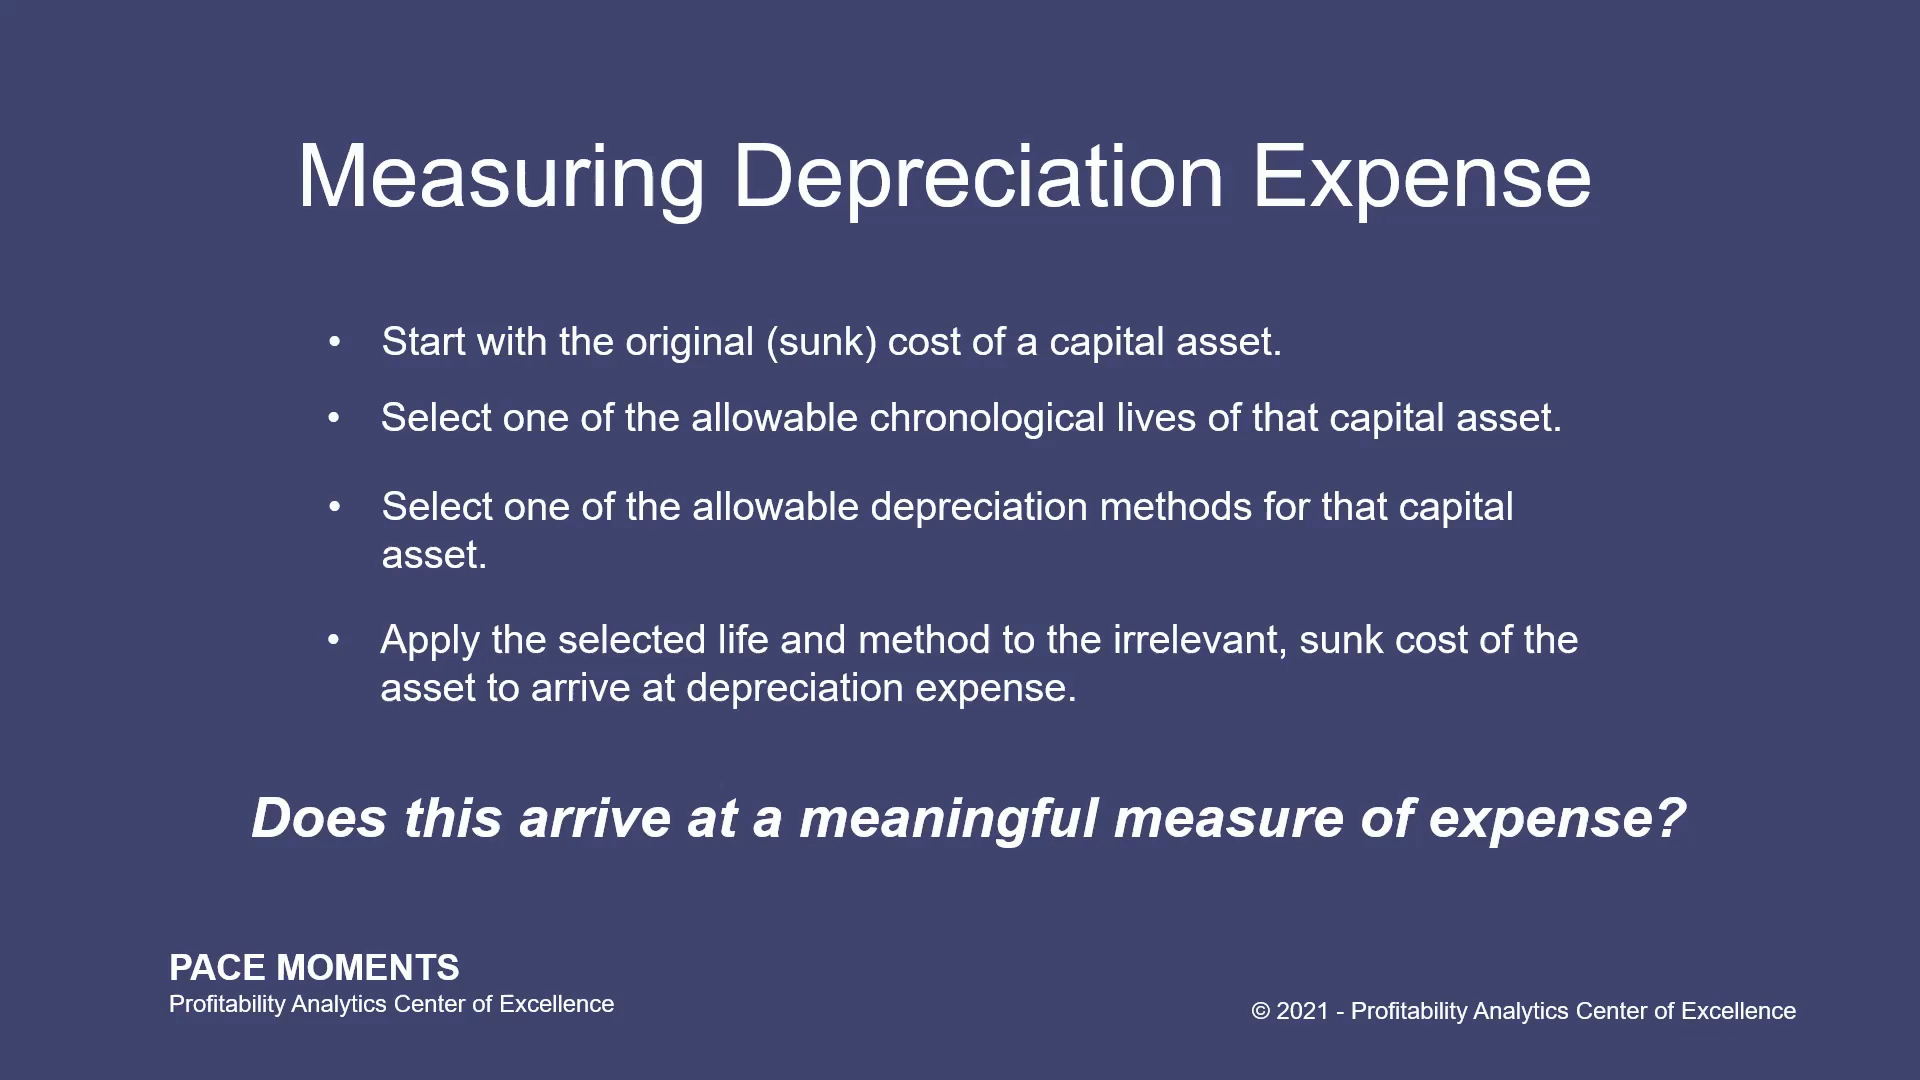 Measuring Depreciation Expense
• Start with the original (sunk) cost of a capital asset.
• Select one of the allowable chronological lives of that capital asset.
• Select one of the allowable depreciation methods for that capital
asset.
• Apply the selected life and method to the irrelevant, sunk cost of the
asset to arrive at depreciation expense.
Does this arrive at a meaningful measure of expense?
PACE MOMENTS
Profitability Analytics Center of Excellence
© 2021 - Profitability Analytics Center of Excellence